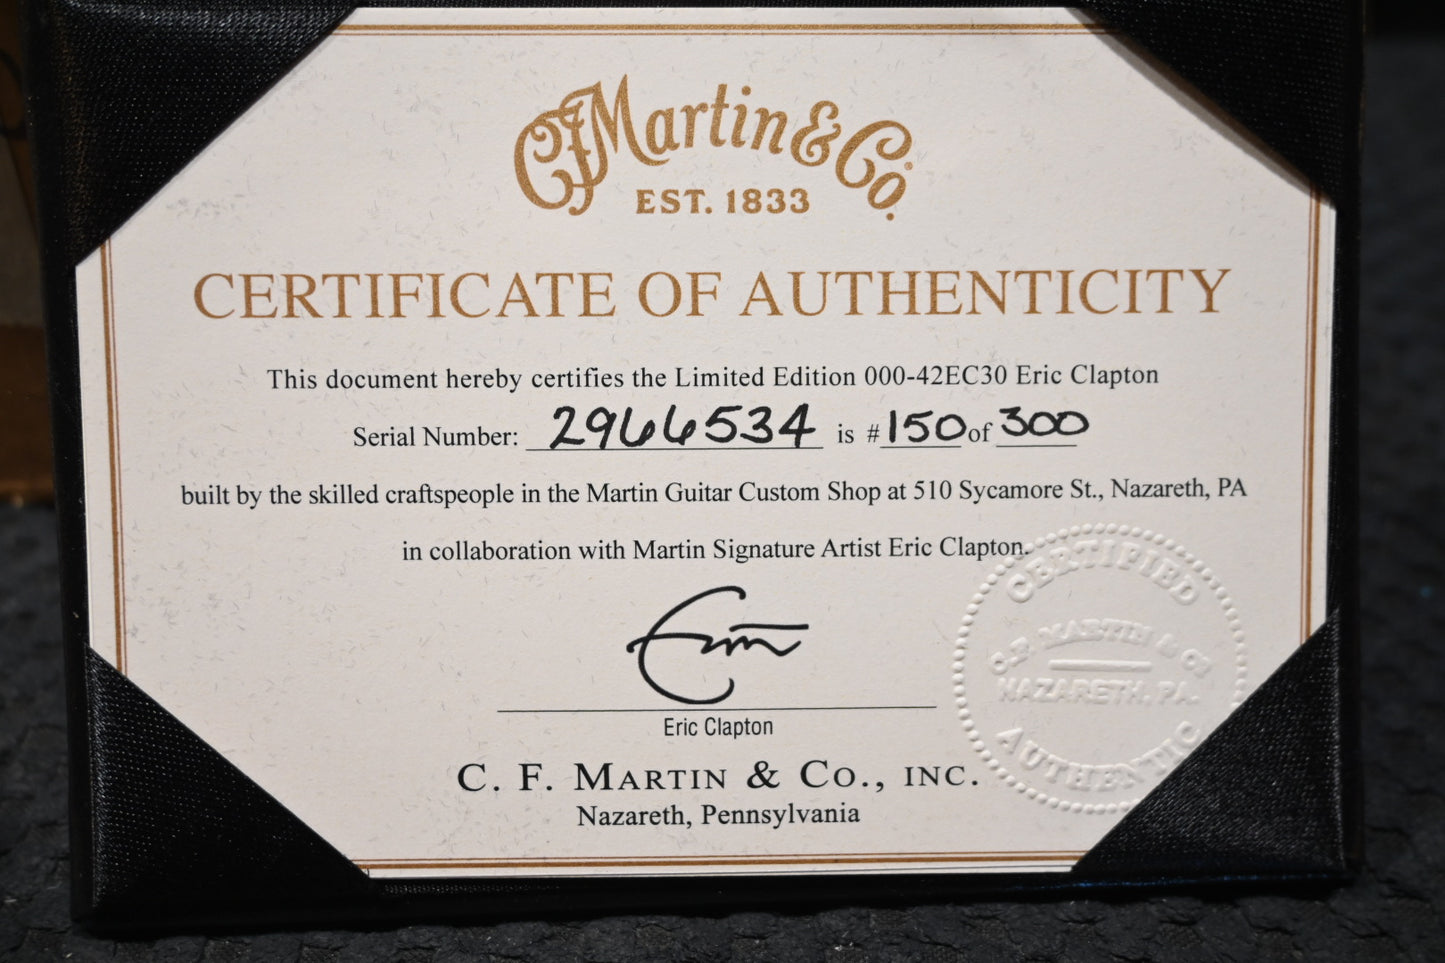 CF Martin & Co.
EST. 1833
CERTIFICATE OF AUTHENTICITY
This document hereby certifies the Limited Edition 000-42EC30 Eric Clapton
Serial Number: 2966534 is #150 of 300
built by the skilled craftspeople in the Martin Guitar Custom Shop at 510 Sycamore St., Nazareth, PA
in collaboration with Martin Signature Artist Eric Clapton.
Eric
Eric Clapton
C. F. MARTIN & CO., INC.
Nazareth, Pennsylvania
CERTIFIED
C.F. MARTIN & CO
NAZARETH, PA.
AUTHENTIC